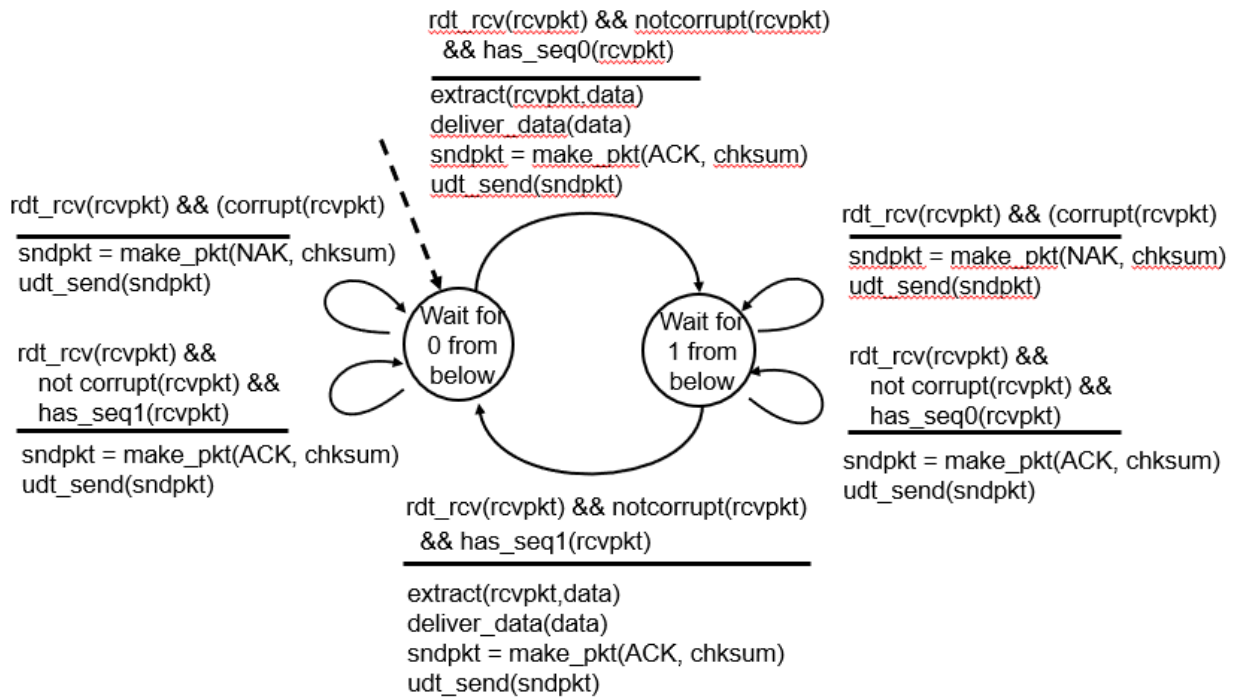 rdt_rcv(rcvpkt) && notcorrupt(rcvpkt)
&& has_seq0(rcvpkt)
extract(rcvpkt,data)
deliver_data(data)
sndpkt = make_pkt(ACK, chksum)
udt_send(sndpkt)
rdt_rcv(rcvpkt) && (corrupt(rcvpkt)
sndpkt = make_pkt(NAK, chksum)
udt_send(sndpkt)
rdt_rcv(rcvpkt) &&
not corrupt(rcvpkt) &&
has_seq1(rcvpkt)
sndpkt = make_pkt(ACK, chksum)
udt_send(sndpkt)
Wait for
0 from
below
Wait for
1 from
below
rdt_rcv(rcvpkt) && (corrupt(rcvpkt)
sndpkt = make_pkt(NAK, chksum)
udt_send(sndpkt)
rdt_rcv(rcvpkt) &&
not corrupt(rcvpkt) &&
has_seq0(rcvpkt)
sndpkt = make_pkt(ACK, chksum)
udt_send(sndpkt)
rdt_rcv(rcvpkt) && notcorrupt(rcvpkt)
&& has_seq1(rcvpkt)
extract(rcvpkt,data)
deliver_data(data)
sndpkt = make_pkt(ACK, chksum)
udt_send(sndpkt)